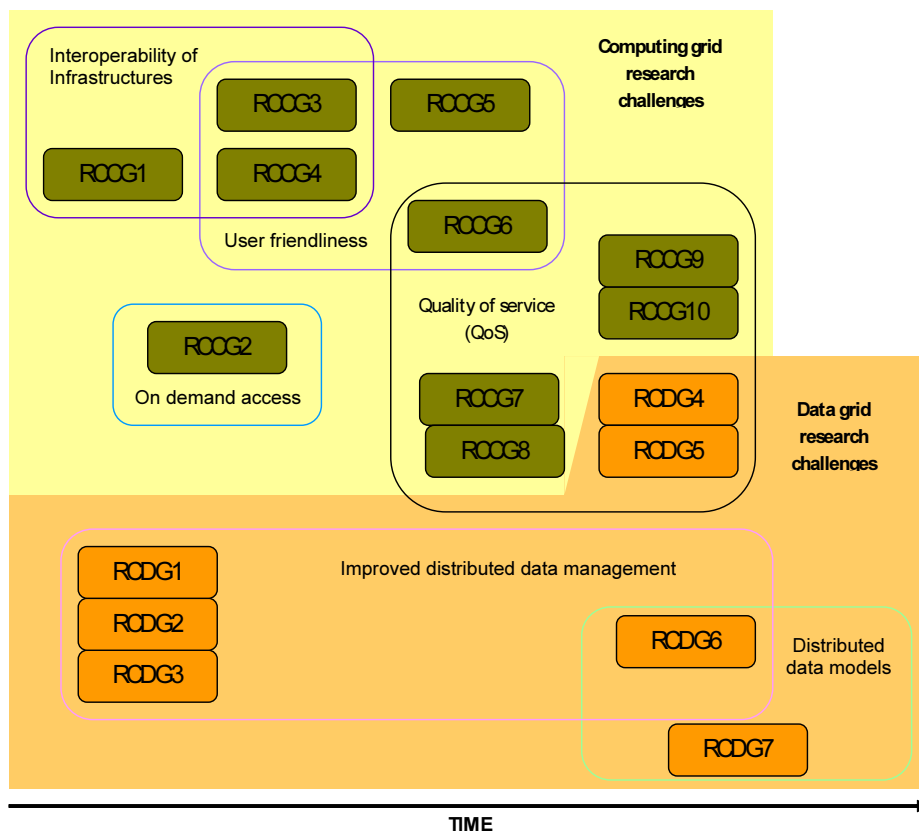 Interoperability of
Infrastructures
Computing grid
research
challenges
RCCG3
RCCG5
RCCG1
RCCG4
User friendliness
RCCG6
RCCG9
Quality of service
(QoS)
RCCG10
RCCG2
On demand access
RCCG7
RCCG8
RCDG4
RCDG5
Data grid
research
challenges
RCDG1
RCDG2
RCDG3
Improved distributed data management
RCDG6
Distributed
data models
RCDG7
TIME